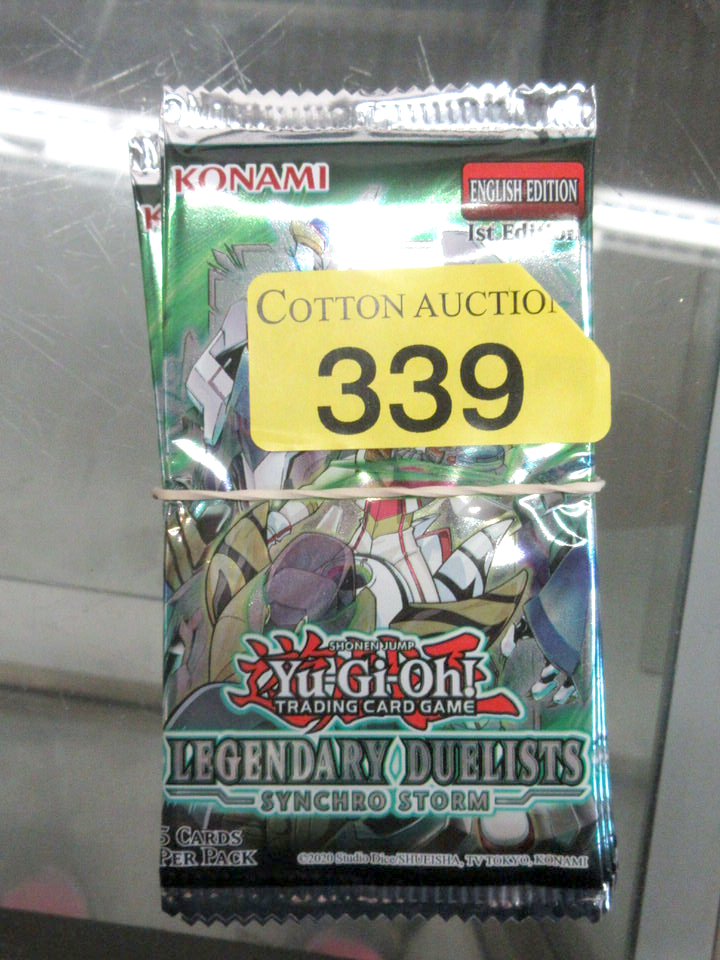 KONAMI
ENGLISH EDITION
1st Edition
K
COTTON AUCTION
339
SHONEN JUMP
Yu-Gi-Oh!
TRADING CARD GAME
LEGENDARY DUELISTS
SYNCHRO STORM
5 CARDS
PER PACK
©2020 Studio Dice/SHUEISHA, TV TOKYO, KONAMI